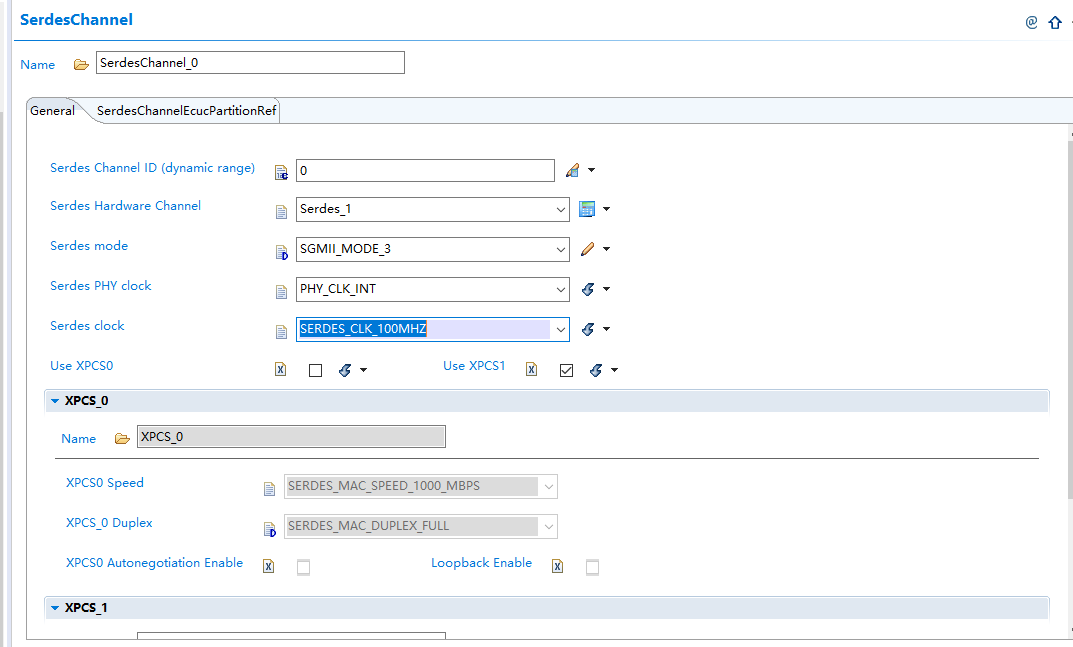 SerdesChannel
@
Name SerdesChannel_0
General SerdesChannelEcucPartitionRef
Serdes Channel ID (dynamic range) 0
Serdes Hardware Channel Serdes_1
Serdes mode SGMII_MODE_3
Serdes PHY clock PHY_CLK_INT
Serdes clock SERDES_CLK_100MHZ
Use XPCS0 Use XPCS1
XPCS_0
Name XPCS_0
XPCS0 Speed SERDES_MAC_SPEED_1000_MBPS
XPCS_0 Duplex SERDES_MAC_DUPLEX_FULL
XPCS0 Autonegotiation Enable Loopback Enable
XPCS_1